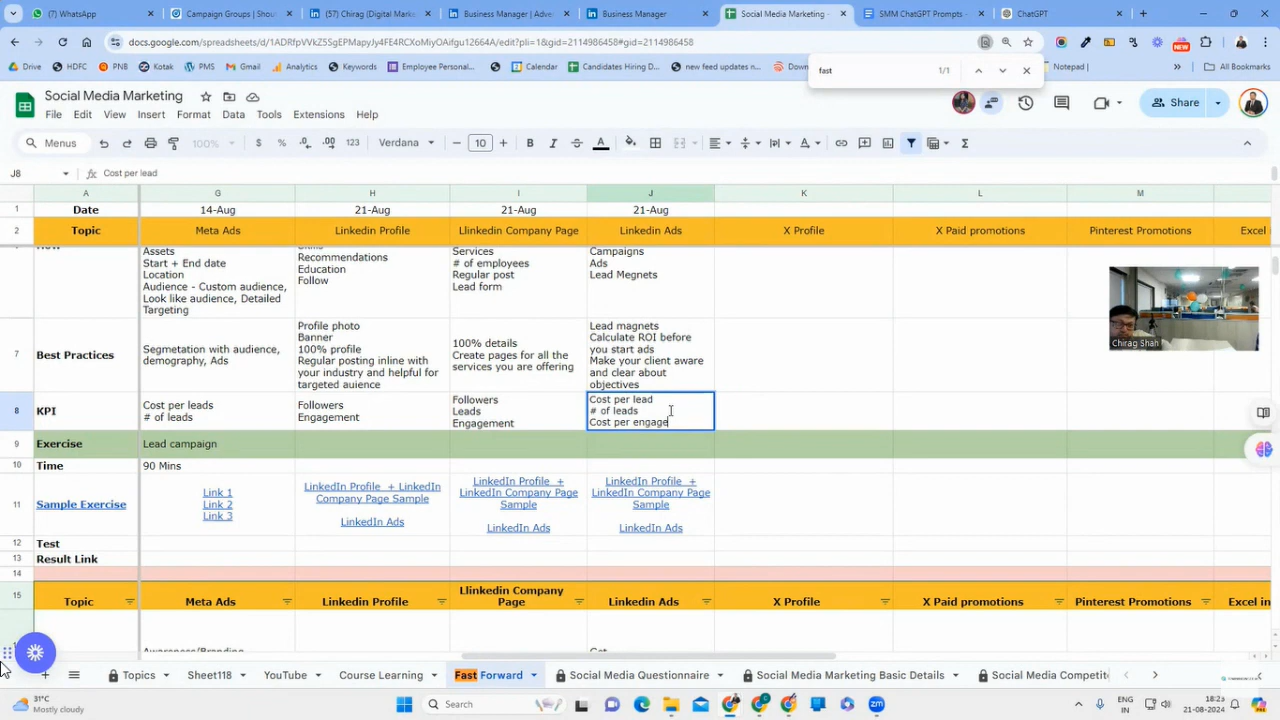 WhatsApp
Campaign Groups | Shou
(57) Chirag (Digital Marke
Business Manager | Adve
Business Manager
Social Media Marketing -
SMM ChatGPT Prompts -
ChatGPT
docs.google.com/spreadsheets/d/1ADRfpVVkZ5SgEPMapyJy4FE4RCXoMiyOAifgu12664A/edit?pli=1&gid=2114986458#gid=2114986458
NEW
Drive
HDFC
PNB
Kotak
PMS
Gmail
Analytics
Keywords
Employee Personal...
Calendar
Candidates Hiring D...
new feed updates n...
Down
Notepad |
All Bookmarks
fast
1/1
Social Media Marketing
File
Edit
View
Insert
Format
Data
Tools
Extensions
Help
Share
Menus
100%
$ % .0 .00 123
Verdana
10
J8
Cost per lead
A G H I J K L M
1 Date 14-Aug 21-Aug 21-Aug 21-Aug
2 Topic Meta Ads Linkedin Profile Llinkedin Company Page Linkedin Ads X Profile X Paid promotions Pinterest Promotions Excel i
Assets
Start + End date
Location
Audience - Custom audience,
Look like audience, Detailed
Targeting
Recommendations
Education
Follow
Services
# of employees
Regular post
Lead form
Campaigns
Ads
Lead Megnets
7
Best Practices
Segmetation with audience,
demography, Ads
Profile photo
Banner
100% profile
Regular posting inline with
your industry and helpful for
targeted auience
100% details
Create pages for all the
services you are offering
Lead magnets
Calculate ROI before
you start ads
Make your client aware
and clear about
objectives
8
KPI
Cost per leads
# of leads
Followers
Engagement
Followers
Leads
Engagement
Cost per lead
# of leads
Cost per engage
9 Exercise Lead campaign
10 Time 90 Mins
11
Sample Exercise
Link 1
Link 2
Link 3
LinkedIn Profile + LinkedIn
Company Page Sample
LinkedIn Ads
LinkedIn Profile +
LinkedIn Company Page
Sample
LinkedIn Ads
LinkedIn Profile +
LinkedIn Company Page
Sample
LinkedIn Ads
12 Test
13 Result Link
14
15
Topic
Meta Ads
Linkedin Profile
Llinkedin Company
Page
Linkedin Ads
X Profile
X Paid promotions
Pinterest Promotions
Excel in
Awareness/Branding
Get
Chirag Shah
Topics
Sheet118
YouTube
Course Learning
Fast Forward
Social Media Questionnaire
Social Media Marketing Basic Details
Social Media Competit
31°C
Mostly cloudy
Search
ENG
IN
18:23
21-08-2024